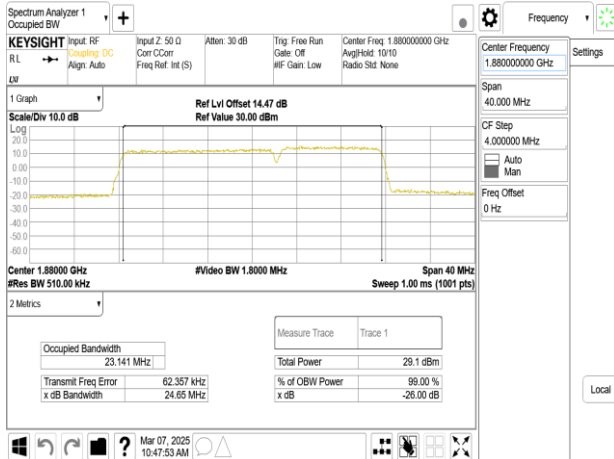 Spectrum Analyzer 1
Occupied BW
Frequency
KEYSIGHT
RL
LXI
Input: RF
Coupling: DC
Align: Auto
Input Z: 50 Ω
Corr CCorr
Freq Ref: Int (S)
Atten: 30 dB
Trig: Free Run
Gate: Off
#IF Gain: Low
Center Freq: 1.880000000 GHz
Avg|Hold: 10/10
Radio Std: None
Center Frequency
1.880000000 GHz
Settings
Span
40.000 MHz
CF Step
4.000000 MHz
Auto
Man
Freq Offset
0 Hz
Local
1 Graph
Scale/Div 10.0 dB
Ref Lvl Offset 14.47 dB
Ref Value 30.00 dBm
Log
20.0
10.0
0.00
-10.0
-20.0
-30.0
-40.0
-50.0
-60.0
Center 1.88000 GHz
#Video BW 1.8000 MHz
Span 40 MHz
#Res BW 510.00 kHz
Sweep 1.00 ms (1001 pts)
2 Metrics
Measure Trace Trace 1
Occupied Bandwidth
23.141 MHz
Total Power 29.1 dBm
Transmit Freq Error 62.357 kHz
% of OBW Power 99.00 %
x dB Bandwidth 24.65 MHz
x dB -26.00 dB
?
Mar 07, 2025
10:47:53 AM